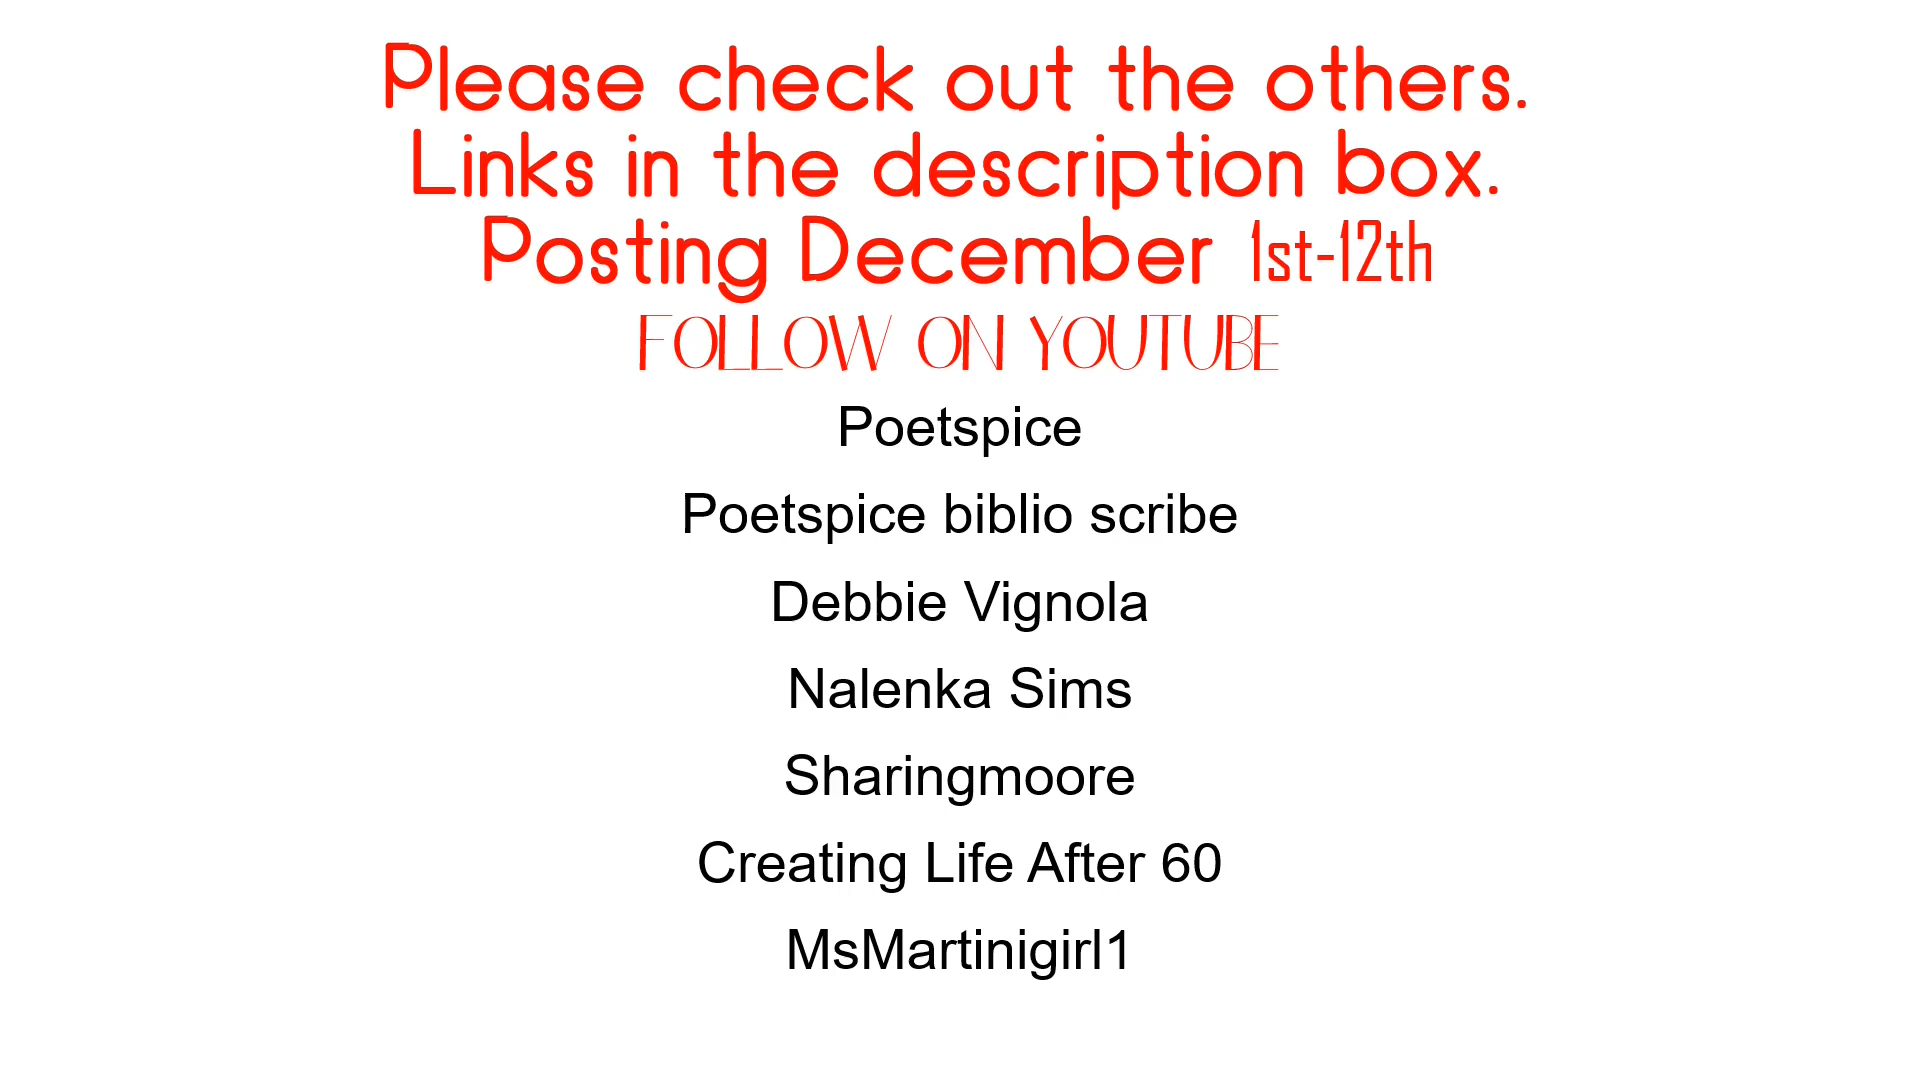 Please check out the others.
Links in the description box.
Posting December 1st-12th
FOLLOW ON YOUTUBE
Poetspice
Poetspice biblio scribe
Debbie Vignola
Nalenka Sims
Sharingmoore
Creating Life After 60
MsMartinigirl1